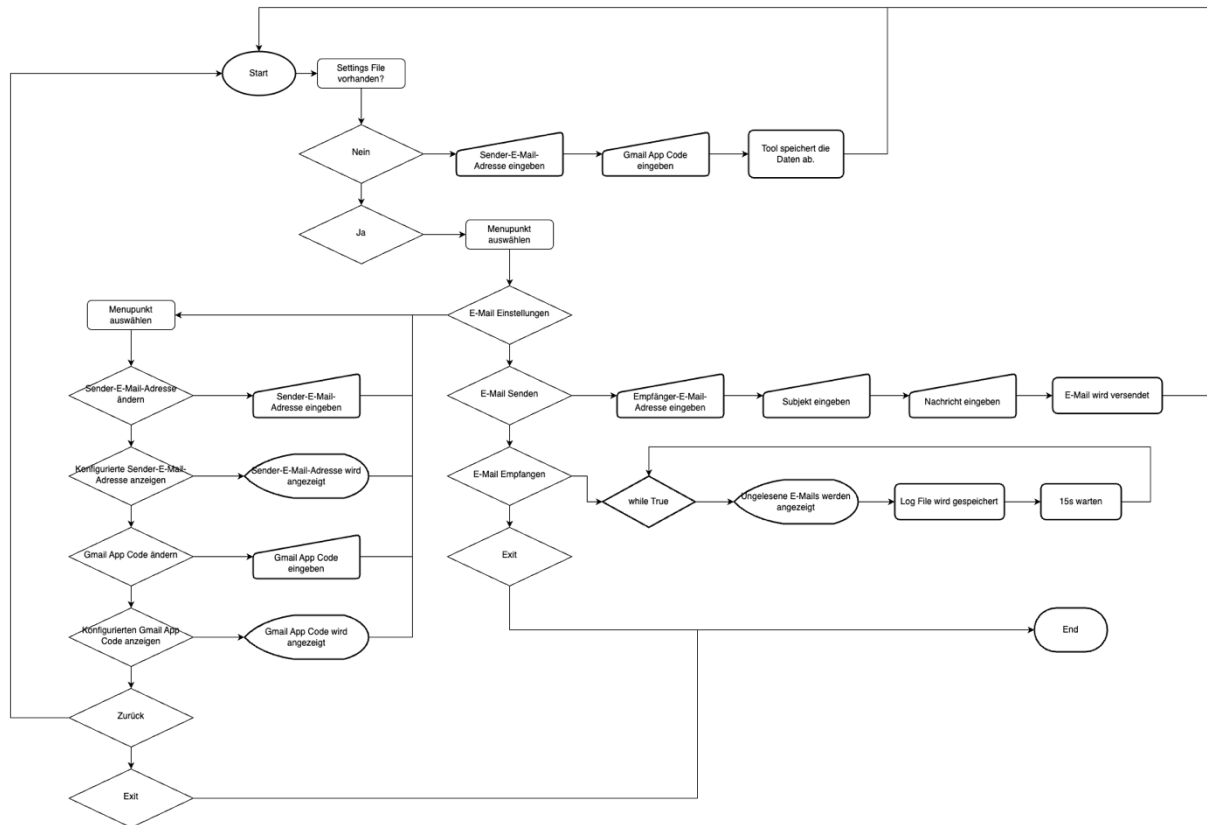 Start
Settings File
vorhanden?
Nein
Sender-E-Mail-
Adresse eingeben
Gmail App Code
eingeben
Tool speichert die
Daten ab.
Ja
Menupunkt
auswählen
Menupunkt
auswählen
E-Mail Einstellungen
Sender-E-Mail-Adresse
ändern
Sender-E-Mail-
Adresse eingeben
E-Mail Senden
Empfänger-E-Mail-
Adresse eingeben
Subjekt eingeben
Nachricht eingeben
E-Mail wird versendet
Konfigurierte Sender-E-Mail-
Adresse anzeigen
Sender-E-Mail-Adresse wird
angezeigt
E-Mail Empfangen
while True
Ungelesene E-Mails werden
angezeigt
Log File wird gespeichert
15s warten
Gmail App Code ändern
Gmail App Code
eingeben
Exit
Konfigurierten Gmail App
Code anzeigen
Gmail App Code wird
angezeigt
End
Zurück
Exit